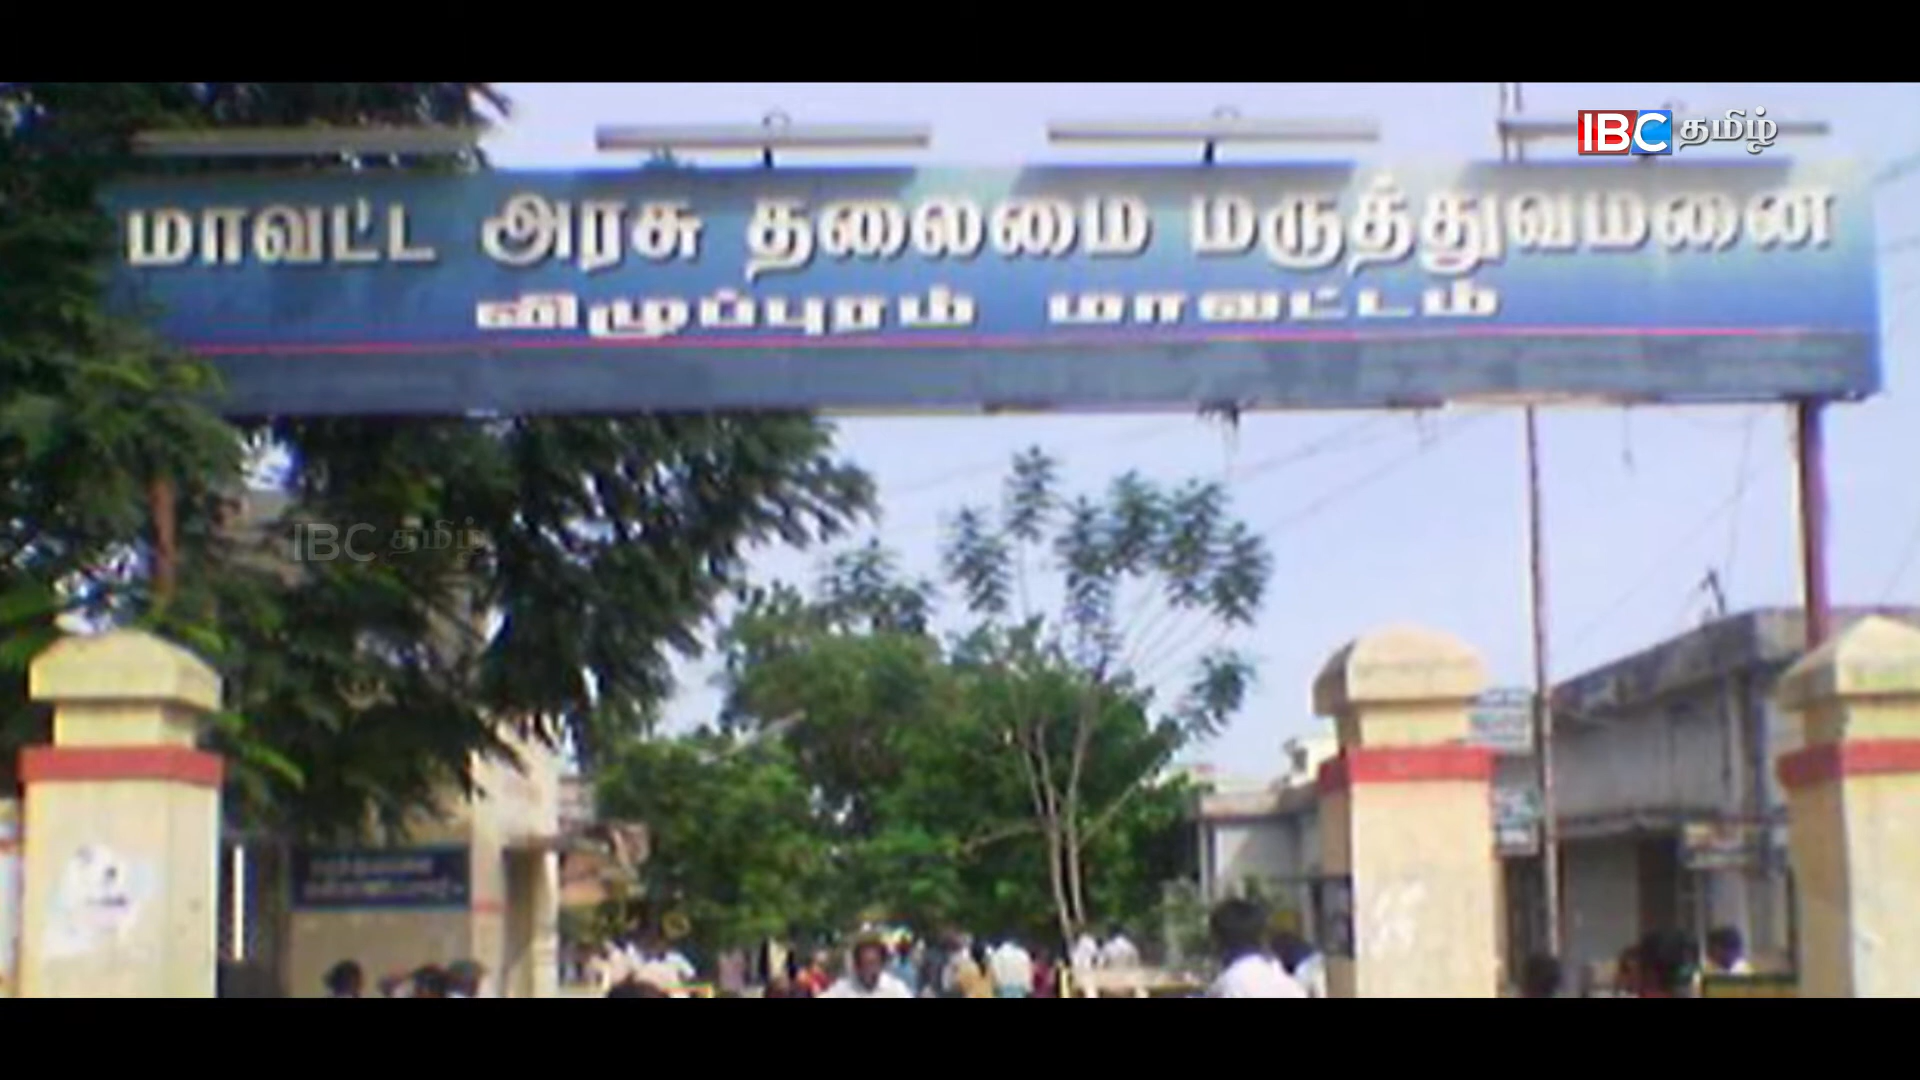 IBC தமிழ்
மாவட்ட அரசு தலைமை மருத்துவமனை
விழுப்புரம் மாவட்டம்
IBC தமிழ்